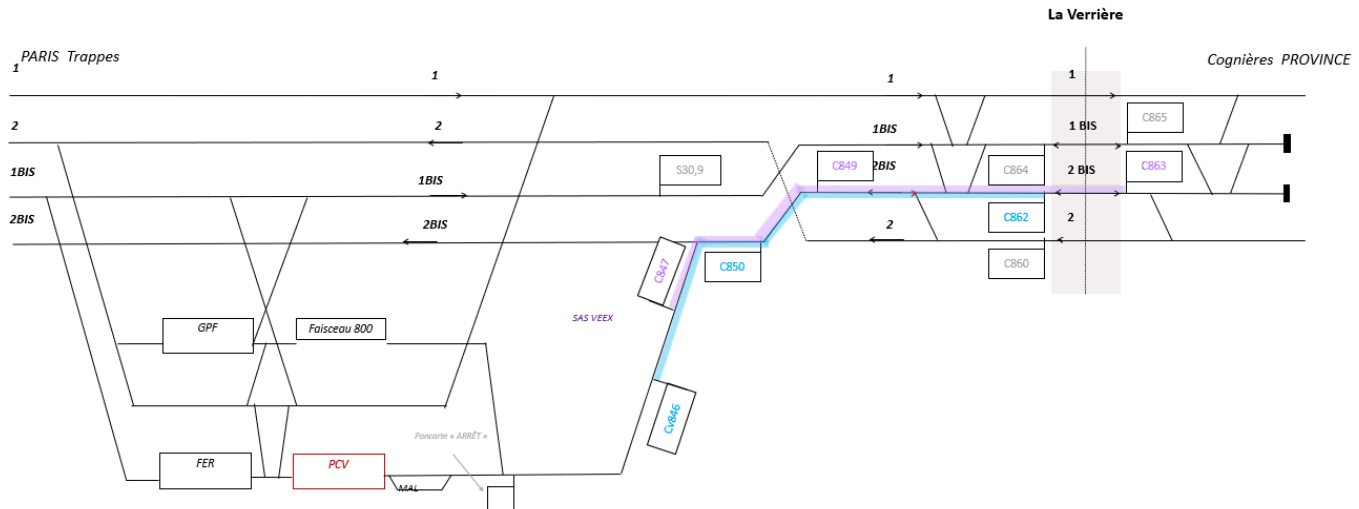 La Verrière
PARIS Trappes
Cognières PROVINCE
1
1
1
1
2
2
1BIS
1 BIS
C865
1BIS
1BIS
S30,9
C849
2BIS
C864
2 BIS
C863
2BIS
2BIS
2
C862
2
C847
C850
C860
SAS VEEX
GPF
Faisceau 800
Cv846
Pancarte « ARRÊT »
FER
PCV
MAL